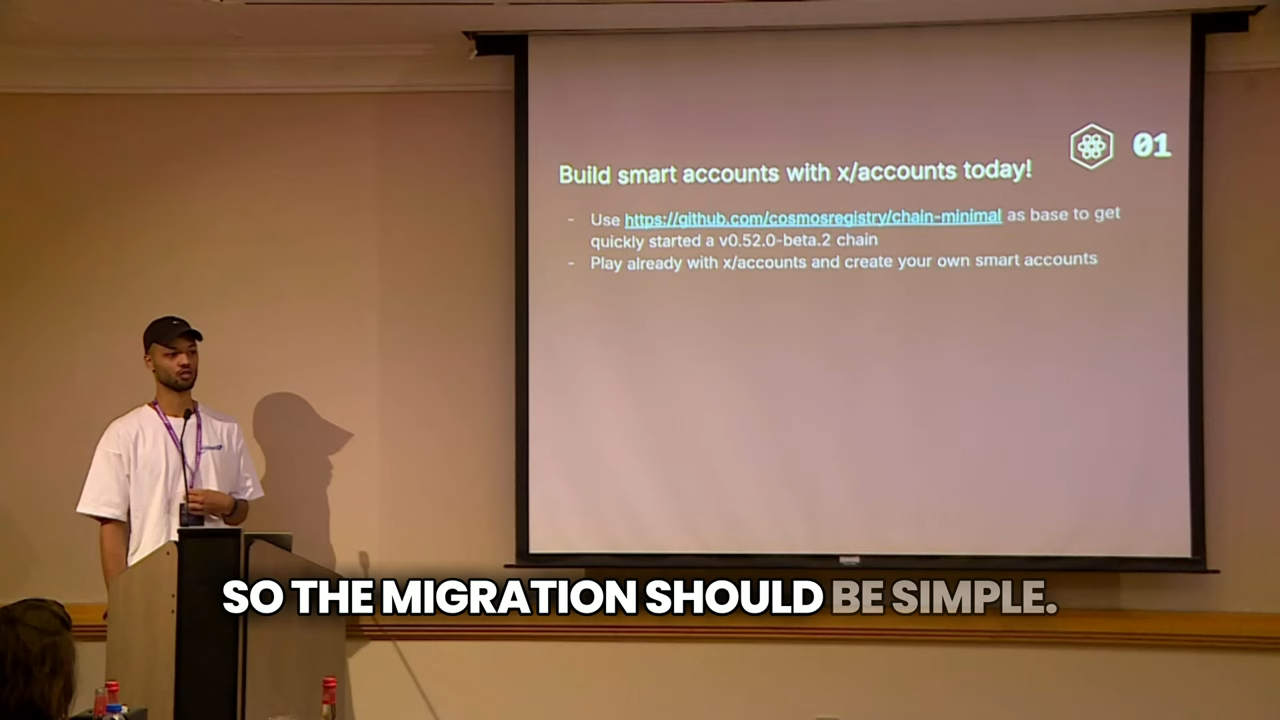 01
Build smart accounts with x/accounts today!
- Use https://github.com/cosmosregistry/chain-minimal as base to get
quickly started a v0.52.0-beta.2 chain
- Play already with x/accounts and create your own smart accounts
SO THE MIGRATION SHOULD BE SIMPLE.